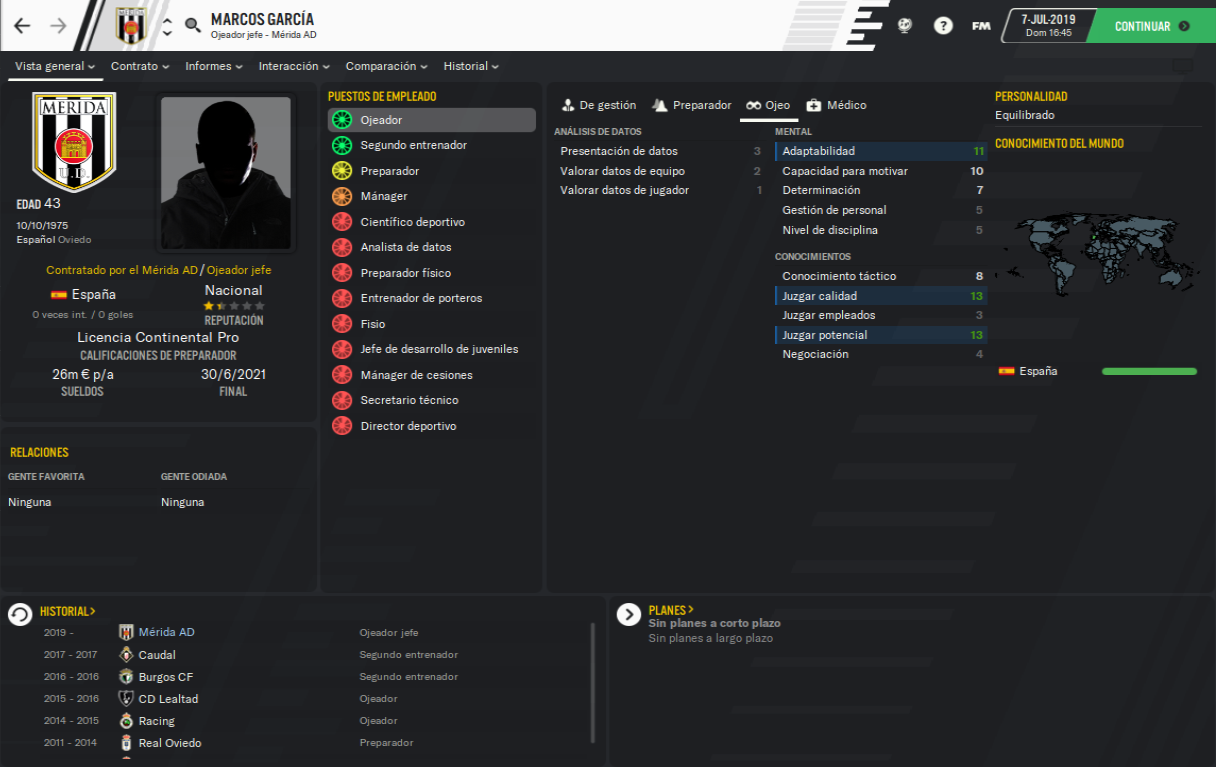 MARCOS GARCÍA
Ojeador jefe - Mérida AD
?
FM
7-JUL-2019
Dom 16:45
CONTINUAR
Vista general
Contrato
Informes
Interacción
Comparación
Historial
MERIDA
U.D.
EDAD 43
10/10/1975
Español Oviedo
Contratado por el Mérida AD / Ojeador jefe
España
0 veces int. / 0 goles
Nacional
REPUTACIÓN
Licencia Continental Pro
CALIFICACIONES DE PREPARADOR
26m € p/a
SUELDOS
30/6/2021
FINAL
RELACIONES
GENTE FAVORITA
Ninguna
GENTE ODIADA
Ninguna
PUESTOS DE EMPLEADO
Ojeador
Segundo entrenador
Preparador
Mánager
Científico deportivo
Analista de datos
Preparador físico
Entrenador de porteros
Fisio
Jefe de desarrollo de juveniles
Mánager de cesiones
Secretario técnico
Director deportivo
De gestión
Preparador
Ojeo
Médico
ANÁLISIS DE DATOS
Presentación de datos 3
Valorar datos de equipo 2
Valorar datos de jugador 1
MENTAL
Adaptabilidad 11
Capacidad para motivar 10
Determinación 7
Gestión de personal 5
Nivel de disciplina 5
CONOCIMIENTOS
Conocimiento táctico 8
Juzgar calidad 13
Juzgar empleados 3
Juzgar potencial 13
Negociación 4
PERSONALIDAD
Equilibrado
CONOCIMIENTO DEL MUNDO
España
HISTORIAL >
2019 - Mérida AD Ojeador jefe
2017 - 2017 Caudal Segundo entrenador
2016 - 2016 Burgos CF Segundo entrenador
2015 - 2016 CD Lealtad Ojeador
2014 - 2015 Racing Ojeador
2011 - 2014 Real Oviedo Preparador
PLANES >
Sin planes a corto plazo
Sin planes a largo plazo